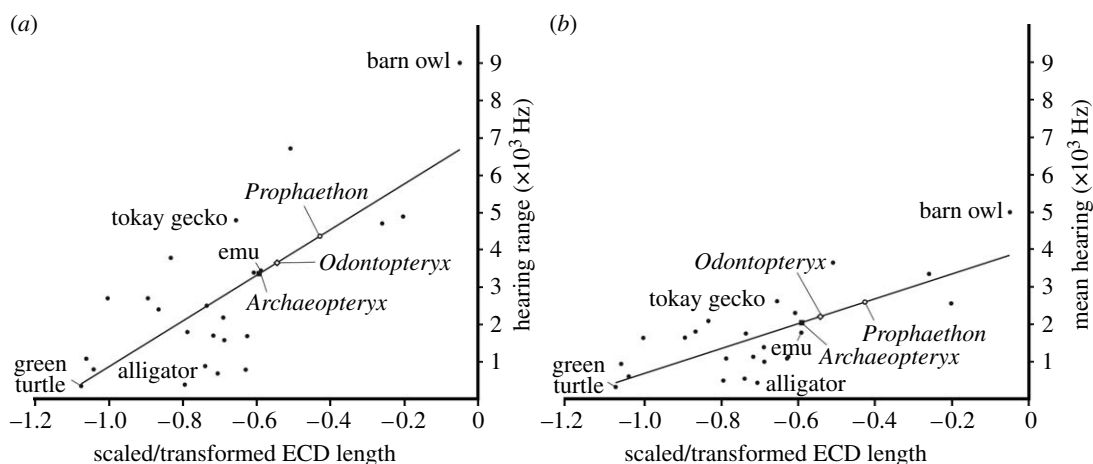 (a)
barn owl
9
8
7
6
5
4
3
2
1
hearing range (×10³ Hz)
Prophaethon
tokay gecko
emu
Odontopteryx
Archaeopteryx
green
turtle
alligator
−1.2 −1.0 −0.8 −0.6 −0.4 −0.2 0
scaled/transformed ECD length
(b)
9
8
7
6
5
4
3
2
1
mean hearing (×10³ Hz)
barn owl
Odontopteryx
tokay gecko
Prophaethon
emu
Archaeopteryx
green
turtle
alligator
−1.2 −1.0 −0.8 −0.6 −0.4 −0.2 0
scaled/transformed ECD length